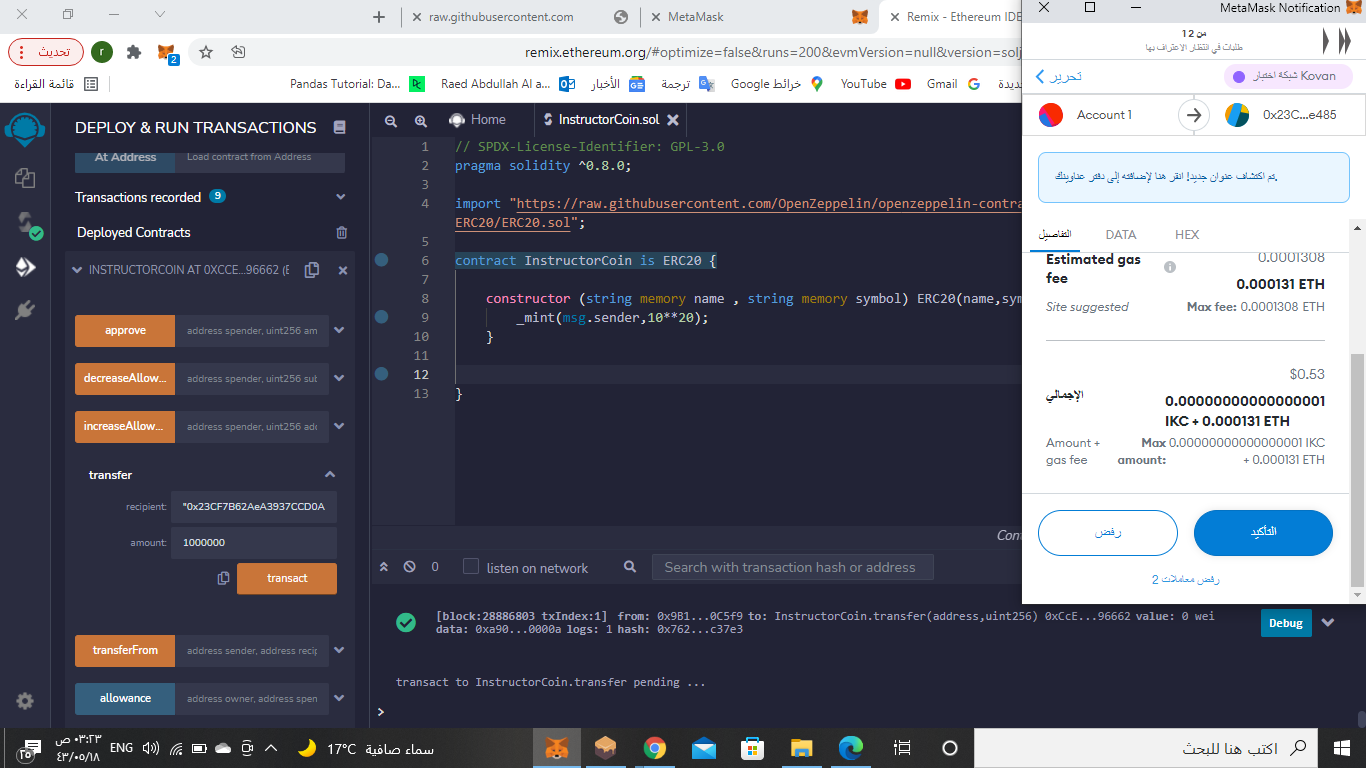 raw.githubusercontent.com
MetaMask
Remix - Ethereum IDE
تحديث
r
2
remix.ethereum.org/#optimize=false&runs=200&evmVersion=null&version=solj
قائمة القراءة
Pandas Tutorial: Da...
Raed Abdullah Al a...
الأخبار
ترجمة
خرائط Google
YouTube
Gmail
DEPLOY & RUN TRANSACTIONS
At Address
Load contract from Address
Transactions recorded 9
Deployed Contracts
INSTRUCTORCOIN AT 0XCCE...96662 (E
approve
address spender, uint256 am
decreaseAllow...
address spender, uint256 sub
increaseAllow...
address spender, uint256 add
transfer
recipient:
"0x23CF7B62AeA3937CCD0A
amount:
1000000
transact
transferFrom
address sender, address recip
allowance
address owner, address spen
Home
InstructorCoin.sol
1 // SPDX-License-Identifier: GPL-3.0
2 pragma solidity ^0.8.0;
3
4 import "https://raw.githubusercontent.com/OpenZeppelin/openzeppelin-contra
ERC20/ERC20.sol";
5
6 contract InstructorCoin is ERC20 {
7
8 constructor (string memory name , string memory symbol) ERC20(name,sym
9 _mint(msg.sender,10**20);
10 }
11
12
13 }
0
listen on network
Search with transaction hash or address
[block:28886803 txIndex:1] from: 0x9B1...0C5f9 to: InstructorCoin.transfer(address,uint256) 0xCcE...96662 value: 0 wei
data: 0xa90...0000a logs: 1 hash: 0x762...c37e3
Debug
transact to InstructorCoin.transfer pending ...
>
MetaMask Notification
من 12
طلبات في انتظار الاعتراف بها
تحرير
شبكة اختبار Kovan
Account 1
0x23C...e485
تم اكتشاف عنوان جديد! انقر هنا لإضافته إلى دفتر عناوينك.
التفاصيل
DATA
HEX
Estimated gas
fee
0.0001308
0.000131 ETH
Site suggested
Max fee: 0.0001308 ETH
$0.53
الإجمالي
0.00000000000000001
IKC + 0.000131 ETH
Amount +
gas fee
Max 0.00000000000000001 IKC
amount: + 0.000131 ETH
رفض
التأكيد
رفض معاملات 2
٠٣:٢٣ ص
٤٣/٠٥/١٨
٢٥
ENG
17°C
سماء صافية
اكتب هنا للبحث